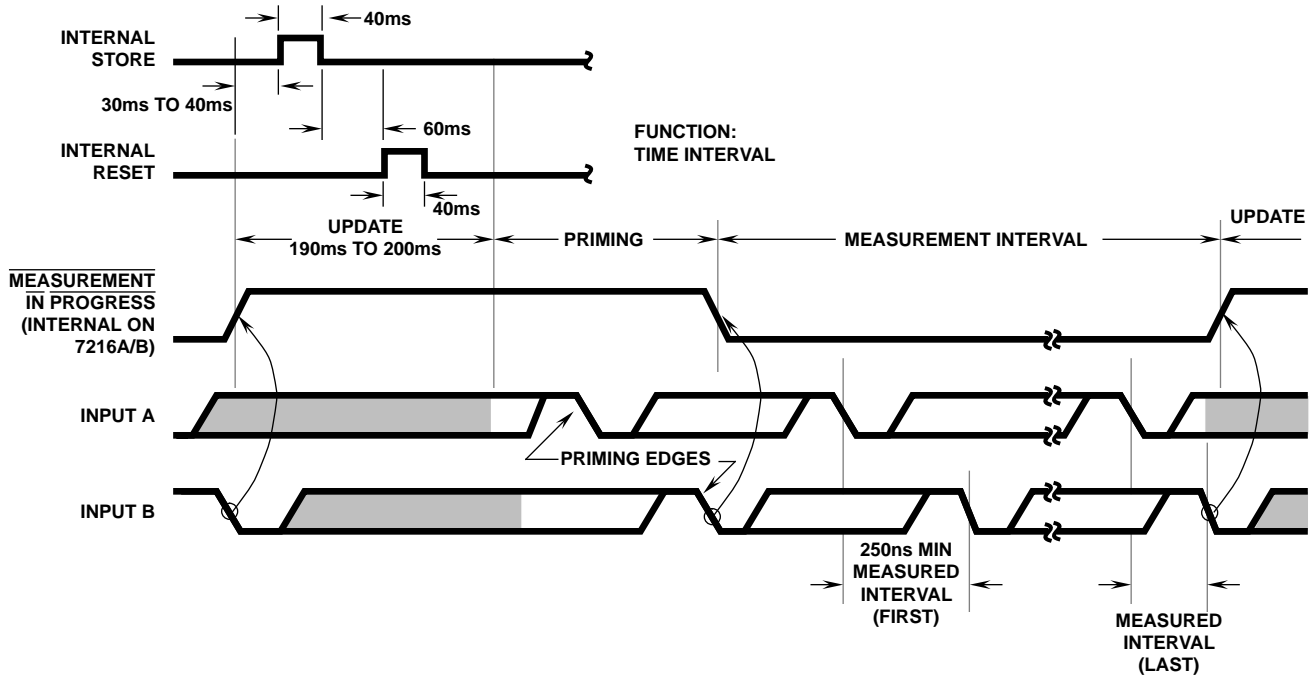 40ms
INTERNAL
STORE
30ms TO 40ms
60ms
FUNCTION:
TIME INTERVAL
INTERNAL
RESET
40ms
UPDATE
190ms TO 200ms
PRIMING
MEASUREMENT INTERVAL
UPDATE
MEASUREMENT
IN PROGRESS
(INTERNAL ON
7216A/B)
INPUT A
PRIMING EDGES
INPUT B
250ns MIN
MEASURED
INTERVAL
(FIRST)
MEASURED
INTERVAL
(LAST)